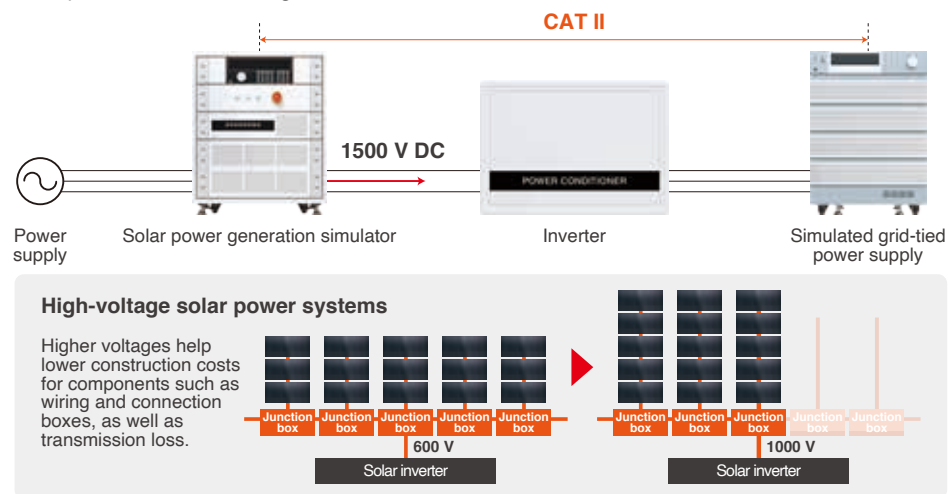 CAT II
1500 V DC
POWER CONDITIONER
Power
supply
Solar power generation simulator
Inverter
Simulated grid-tied
power supply
High-voltage solar power systems
Higher voltages help
lower construction costs
for components such as
wiring and connection
boxes, as well as
transmission loss.
Junction
box
Junction
box
Junction
box
Junction
box
Junction
box
600 V
Solar inverter
Junction
box
Junction
box
Junction
box
Junction
box
Junction
box
1000 V
Solar inverter